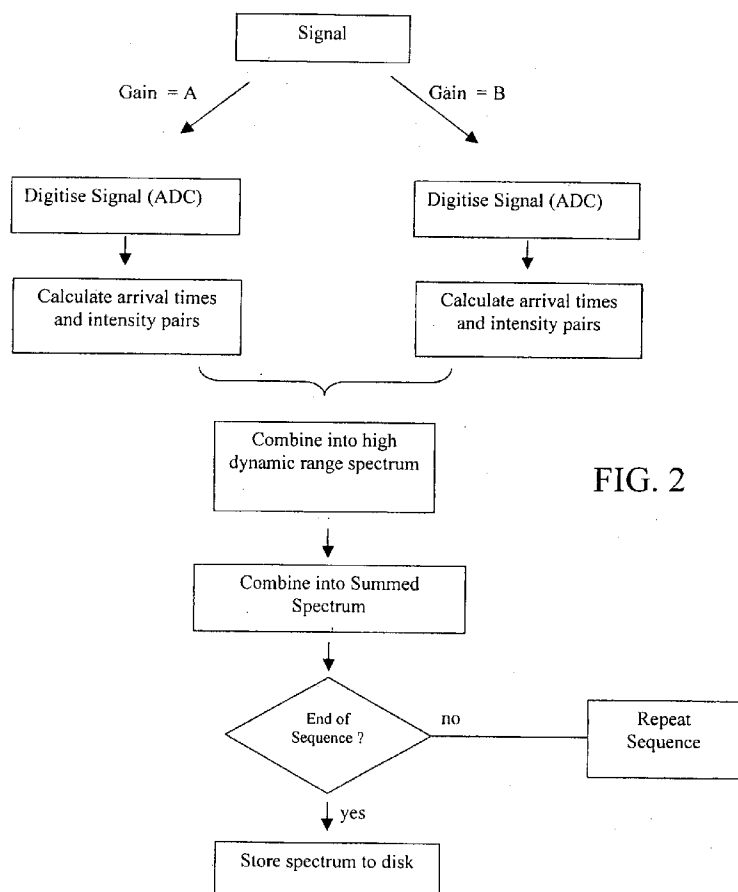 Signal
Gain = A
Gain = B
Digitise Signal (ADC)
Digitise Signal (ADC)
Calculate arrival times
and intensity pairs
Calculate arrival times
and intensity pairs
Combine into high
dynamic range spectrum
FIG. 2
Combine into Summed
Spectrum
End of
Sequence ?
no
Repeat
Sequence
yes
Store spectrum to disk